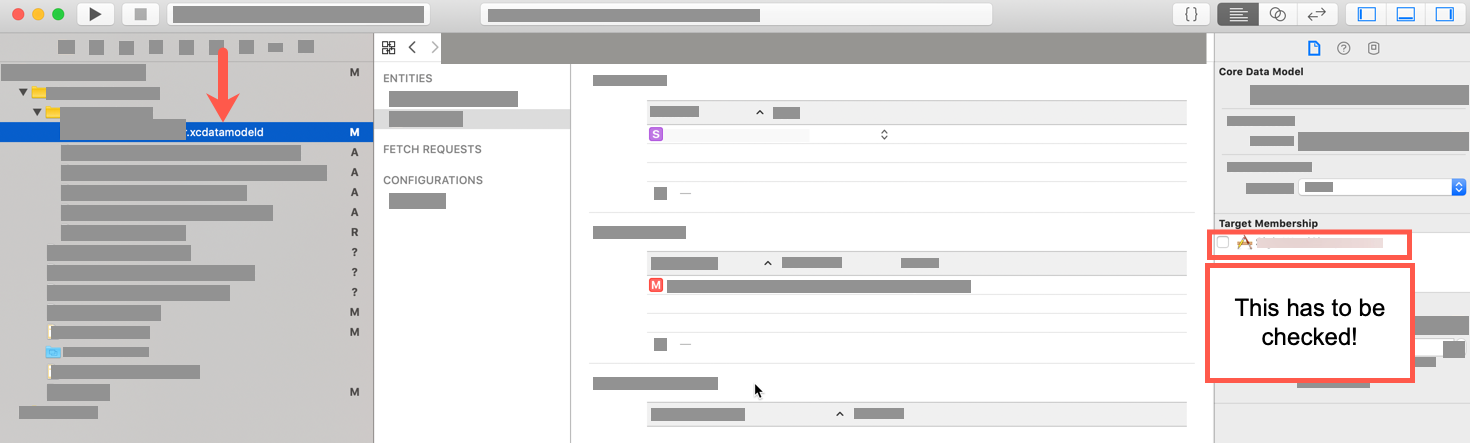 { }
M
ENTITIES
Core Data Model
.xcdatamodeld M
S
A
FETCH REQUESTS
A
CONFIGURATIONS
A
A
R
Target Membership
?
?
M
?
This has to be
checked!
M
M
M